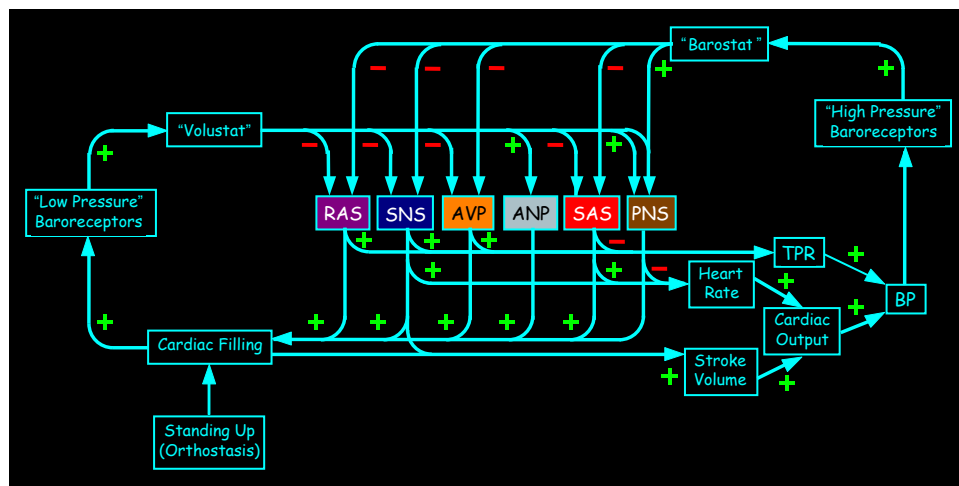 “Barostat ”
“High Pressure”
Baroreceptors
“Volustat”
“Low Pressure”
Baroreceptors
RAS
SNS
AVP
ANP
SAS
PNS
TPR
Heart
Rate
BP
Cardiac
Output
Cardiac Filling
Stroke
Volume
Standing Up
(Orthostasis)